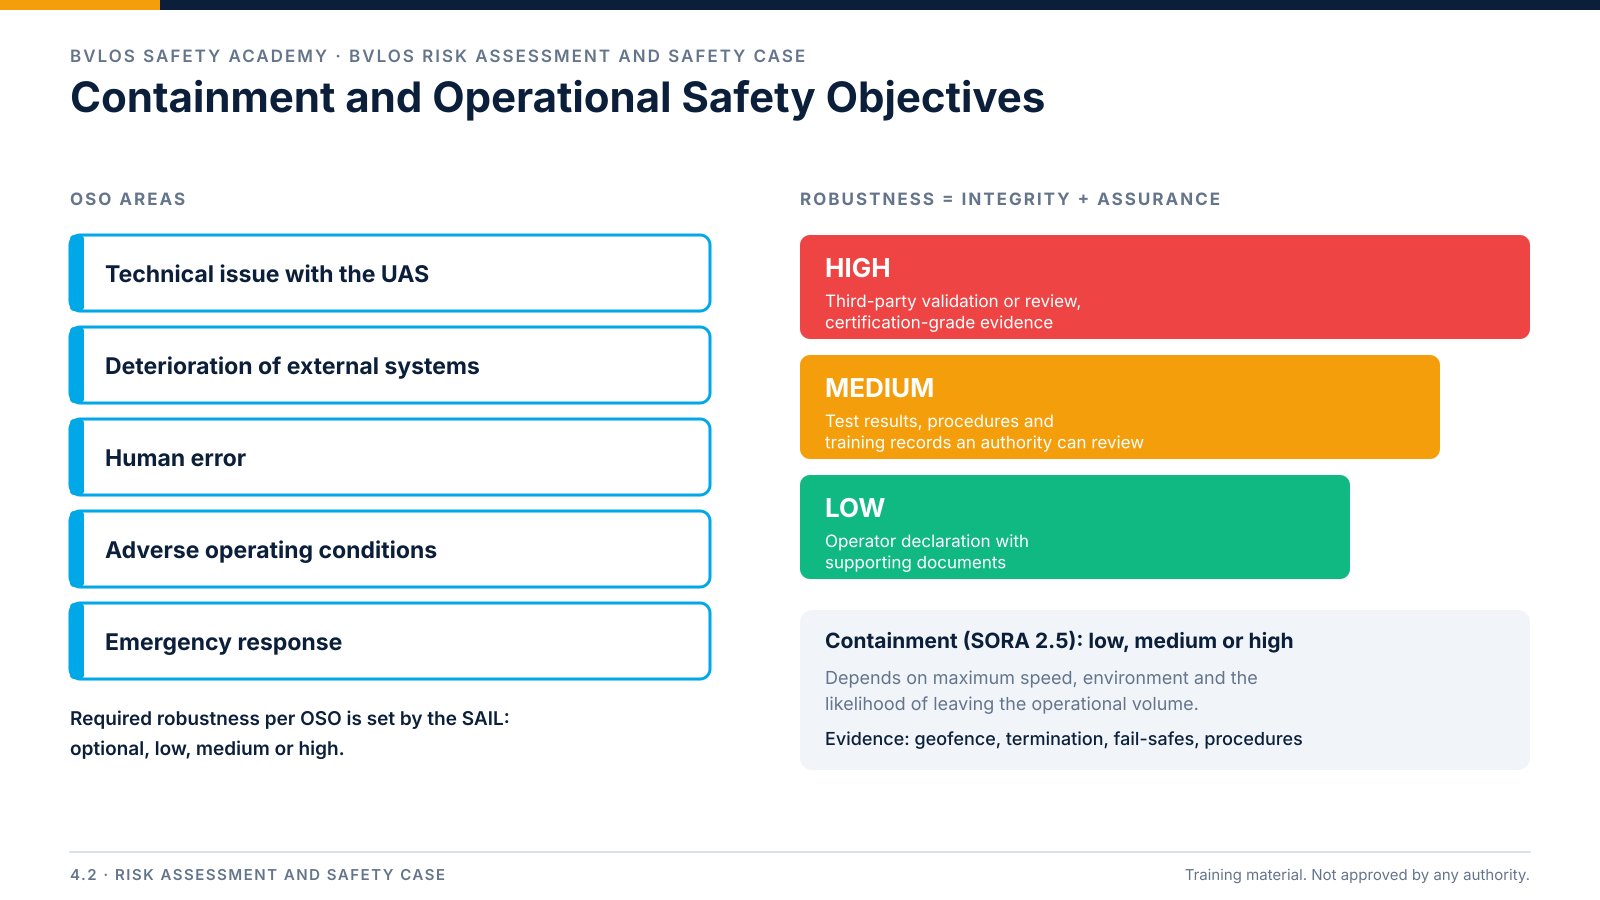 BVLOS SAFETY ACADEMY · BVLOS RISK ASSESSMENT AND SAFETY CASE
Containment and Operational Safety Objectives
OSO AREAS
Technical issue with the UAS
Deterioration of external systems
Human error
Adverse operating conditions
Emergency response
Required robustness per OSO is set by the SAIL:
optional, low, medium or high.
ROBUSTNESS = INTEGRITY + ASSURANCE
HIGH
Third-party validation or review,
certification-grade evidence
MEDIUM
Test results, procedures and
training records an authority can review
LOW
Operator declaration with
supporting documents
Containment (SORA 2.5): low, medium or high
Depends on maximum speed, environment and the
likelihood of leaving the operational volume.
Evidence: geofence, termination, fail-safes, procedures
4.2 · RISK ASSESSMENT AND SAFETY CASE
Training material. Not approved by any authority.